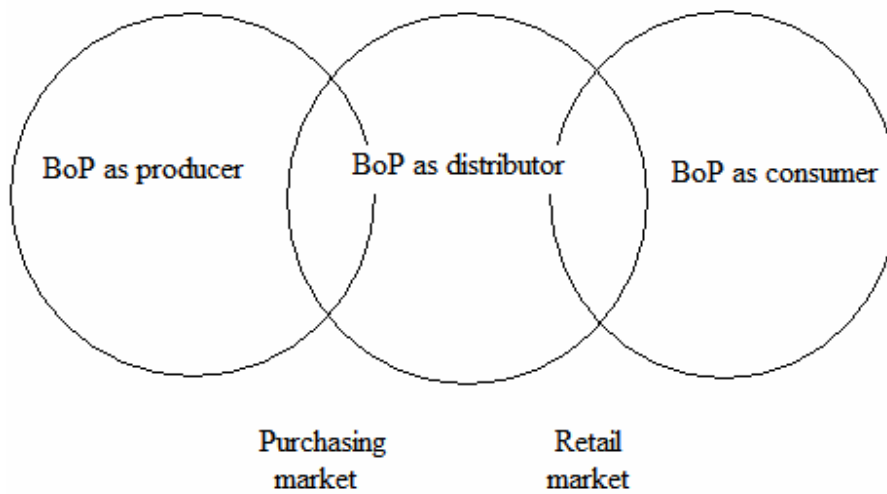 BoP as producer
BoP as distributor
BoP as consumer
Purchasing
market
Retail
market